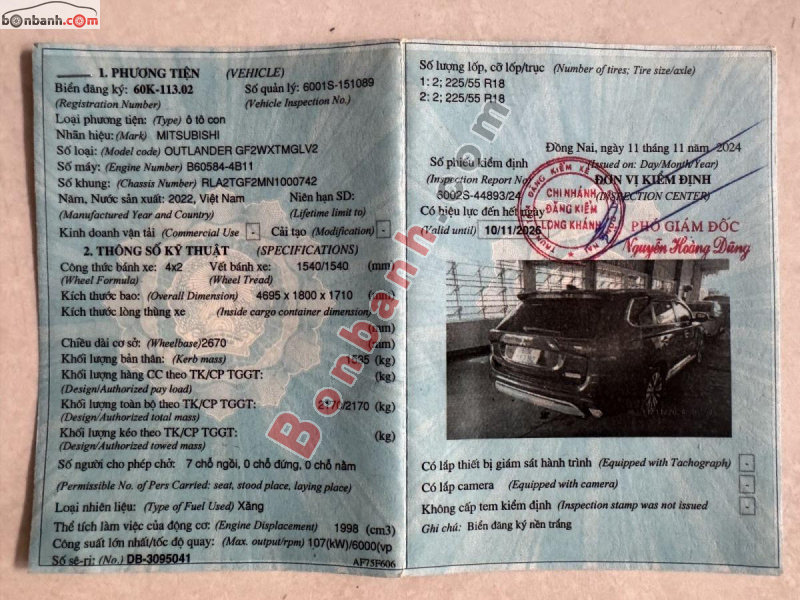 bonbanh.com
1. PHƯƠNG TIỆN (VEHICLE)
Biển đăng ký: 60K-113.02 Số quản lý: 6001S-151089
(Registration Number) (Vehicle Inspection No.)
Loại phương tiện: (Type) ô tô con
Nhãn hiệu: (Mark) MITSUBISHI
Số loại: (Model code) OUTLANDER GF2WXTMGLV2
Số máy: (Engine Number) B60584-4B11
Số khung: (Chassis Number) RLA2TGF2MN1000742
Năm, Nước sản xuất: 2022, Việt Nam Niên hạn SD:
(Manufactured Year and Country) (Lifetime limit to)
Kinh doanh vận tải (Commercial Use) - Cải tạo (Modification) -
2. THÔNG SỐ KỸ THUẬT (SPECIFICATIONS)
Công thức bánh xe: 4x2 Vết bánh xe: 1540/1540 (mm)
(Wheel Formula) (Wheel Tread)
Kích thước bao: (Overall Dimension) 4695 x 1800 x 1710 (mm)
Kích thước lòng thùng xe (Inside cargo container dimension)
(mm)
Chiều dài cơ sở: (Wheelbase) 2670 (mm)
Khối lượng bản thân: (Kerb mass) 1535 (kg)
Khối lượng hàng CC theo TK/CP TGGT: (kg)
(Design/Authorized pay load)
Khối lượng toàn bộ theo TK/CP TGGT: 2170/2170 (kg)
(Design/Authorized total mass)
Khối lượng kéo theo TK/CP TGGT: (kg)
(Design/Authorized towed mass)
Số người cho phép chở: 7 chỗ ngồi, 0 chỗ đứng, 0 chỗ nằm
(Permissible No. of Pers Carried: seat, stood place, laying place)
Loại nhiên liệu: (Type of Fuel Used) Xăng
Thể tích làm việc của động cơ: (Engine Displacement) 1998 (cm3)
Công suất lớn nhất/tốc độ quay: (Max. output/rpm) 107(kW)/6000(vp
Số sê-ri: (No.) DB-3095041 AF75F606
Số lượng lốp, cỡ lốp/trục (Number of tires; Tire size/axle)
1: 2; 225/55 R18
2: 2; 225/55 R18
Đồng Nai, ngày 11 tháng 11 năm 2024
Số phiếu kiểm định (Issued on: Day/Month/Year)
(Inspection Report No) ĐƠN VỊ KIỂM ĐỊNH
6002S-44893/24 (INSPECTION CENTER)
Có hiệu lực đến hết ngày
(Valid until) 10/11/2026
CHI NHÁNH
ĐĂNG KIỂM
LONG KHÁNH
PHÓ GIÁM ĐỐC
Nguyễn Hoàng Dũng
Có lắp thiết bị giám sát hành trình (Equipped with Tachograph) -
Có lắp camera (Equipped with camera) -
Không cấp tem kiểm định (Inspection stamp was not issued -
Ghi chú: Biển đăng ký nền trắng
Bonbanh.com